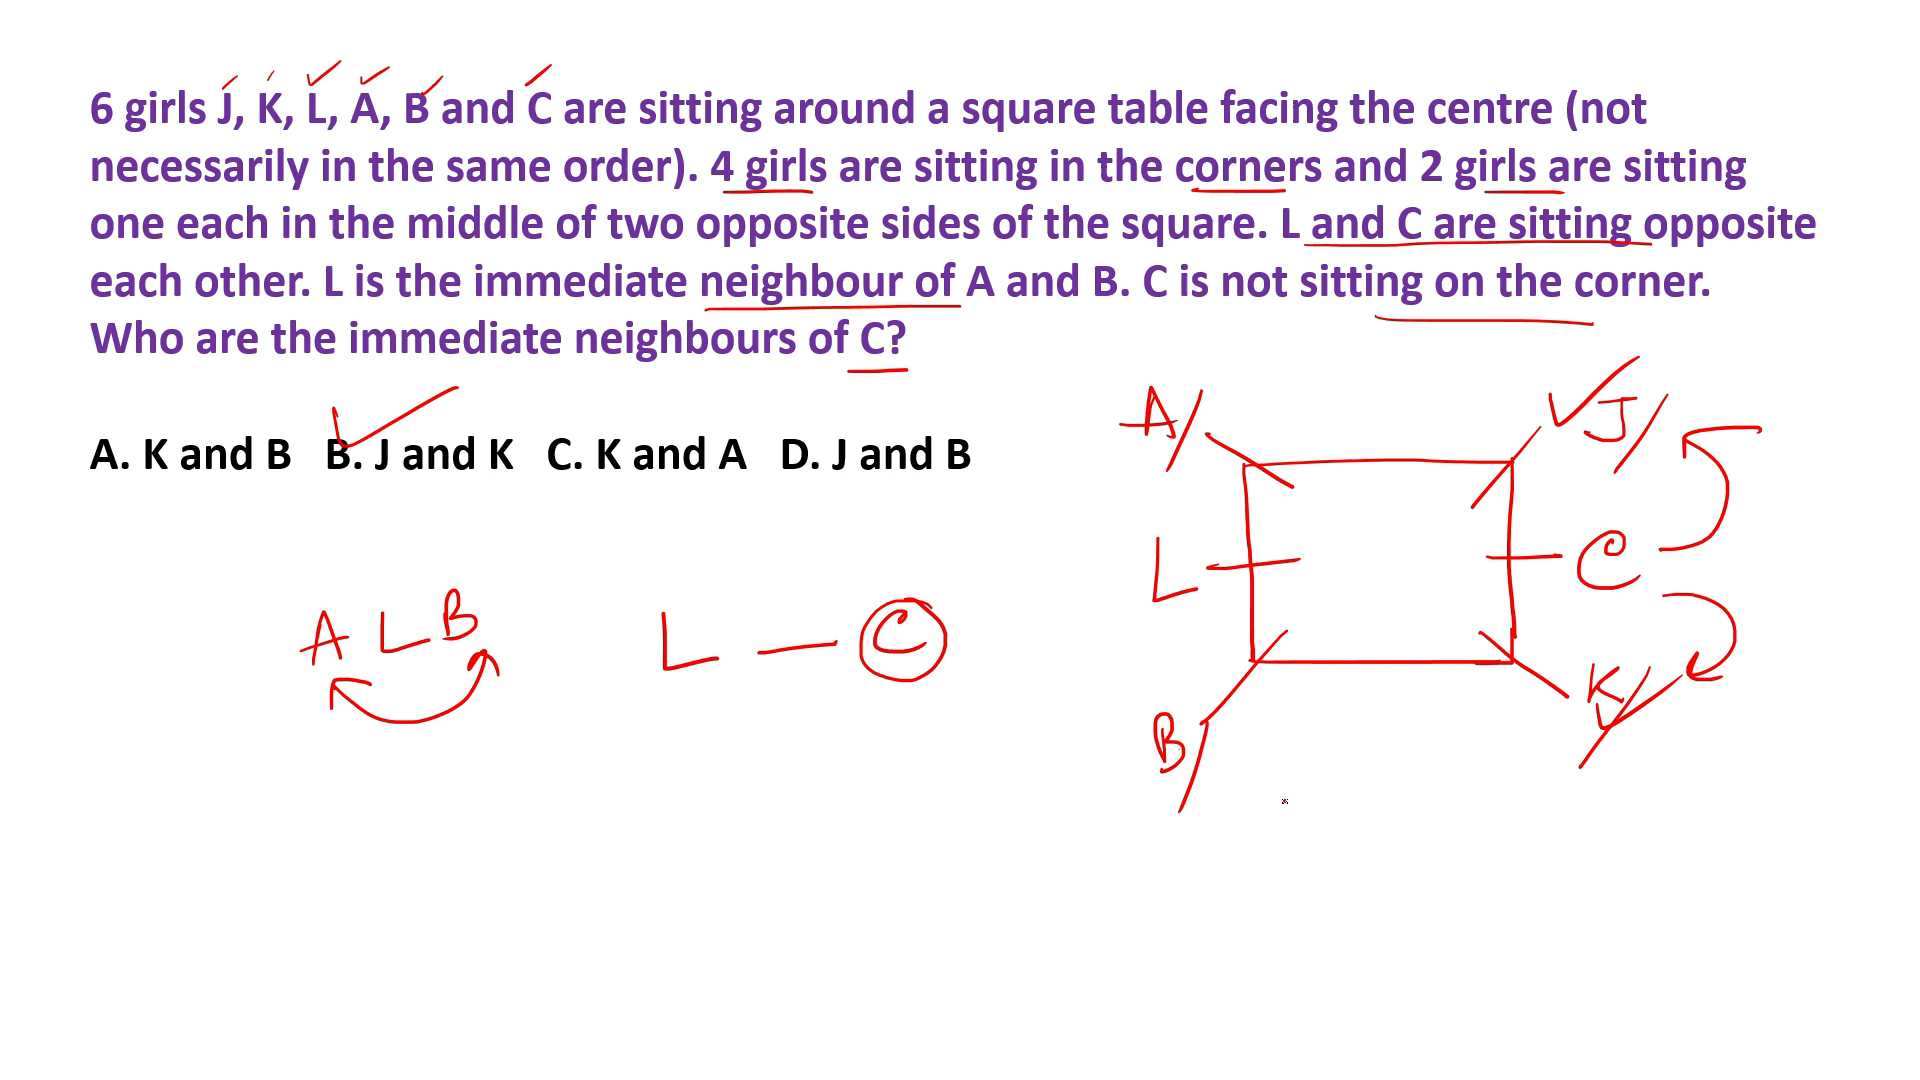 6 girls J, K, L, A, B and C are sitting around a square table facing the centre (not
necessarily in the same order). 4 girls are sitting in the corners and 2 girls are sitting
one each in the middle of two opposite sides of the square. L and C are sitting opposite
each other. L is the immediate neighbour of A and B. C is not sitting on the corner.
Who are the immediate neighbours of C?
A. K and B B. J and K C. K and A D. J and B
A J
L C
A L B L — C
B K